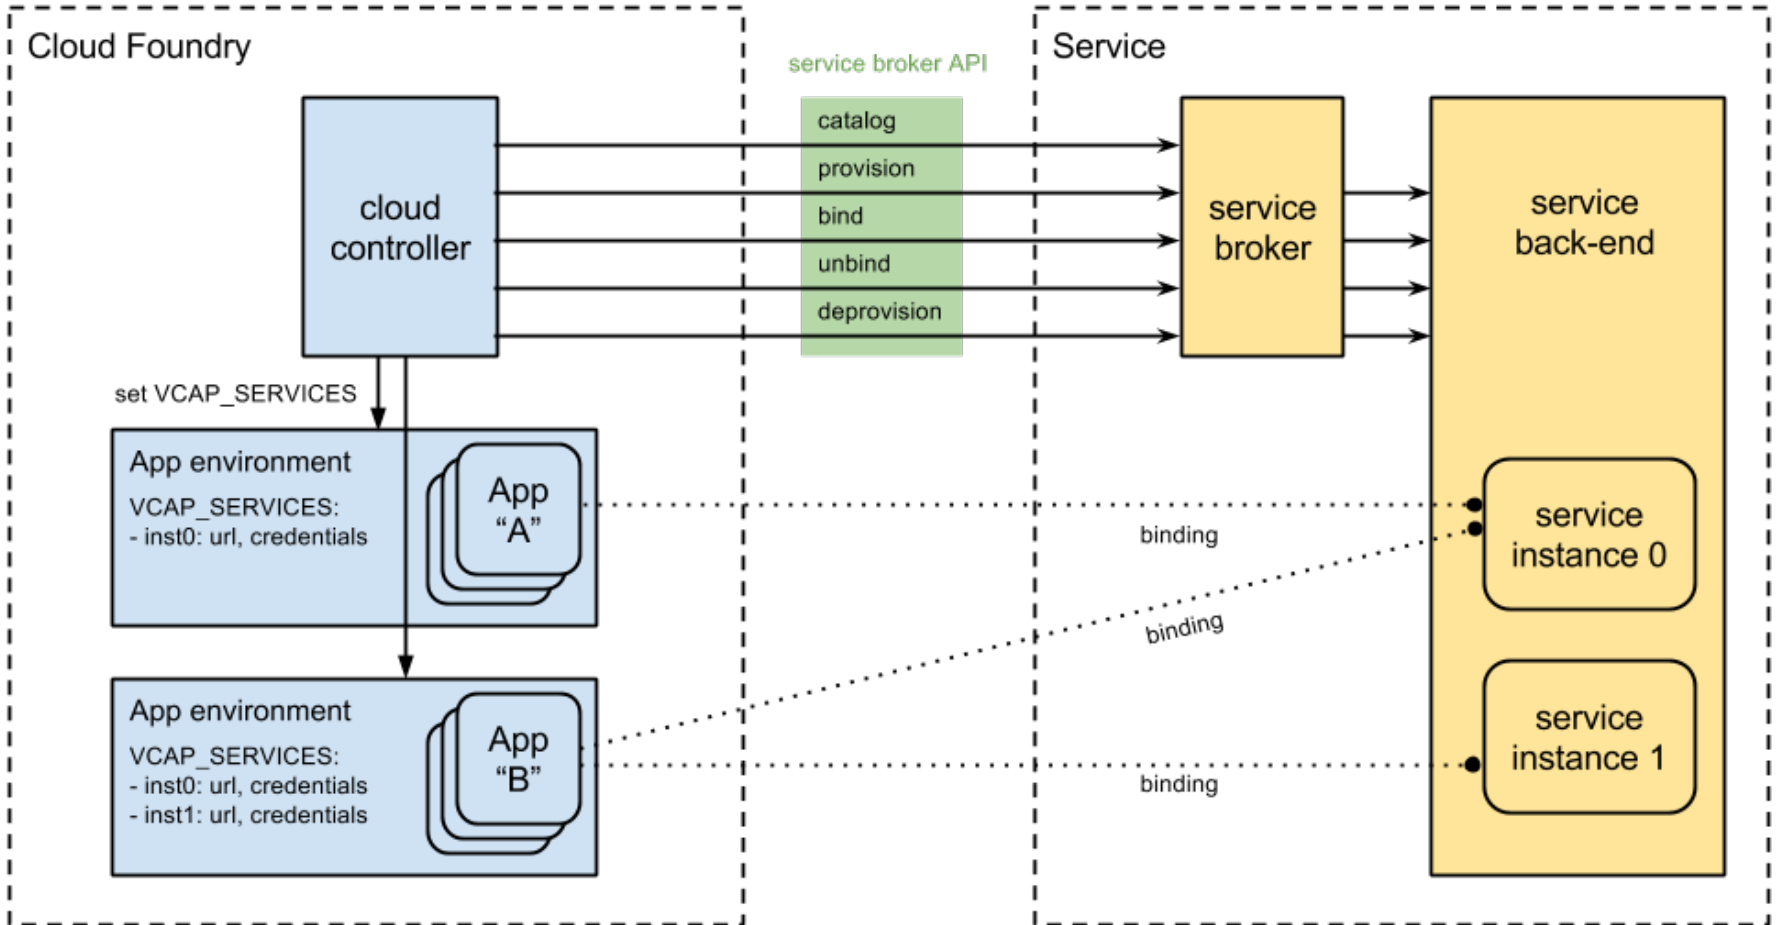 Cloud Foundry
service broker API
Service
cloud
controller
catalog
provision
bind
unbind
deprovision
service
broker
service
back-end
set VCAP_SERVICES
App environment
VCAP_SERVICES:
- inst0: url, credentials
App
“A”
binding
service
instance 0
binding
App environment
VCAP_SERVICES:
- inst0: url, credentials
- inst1: url, credentials
App
“B”
binding
service
instance 1